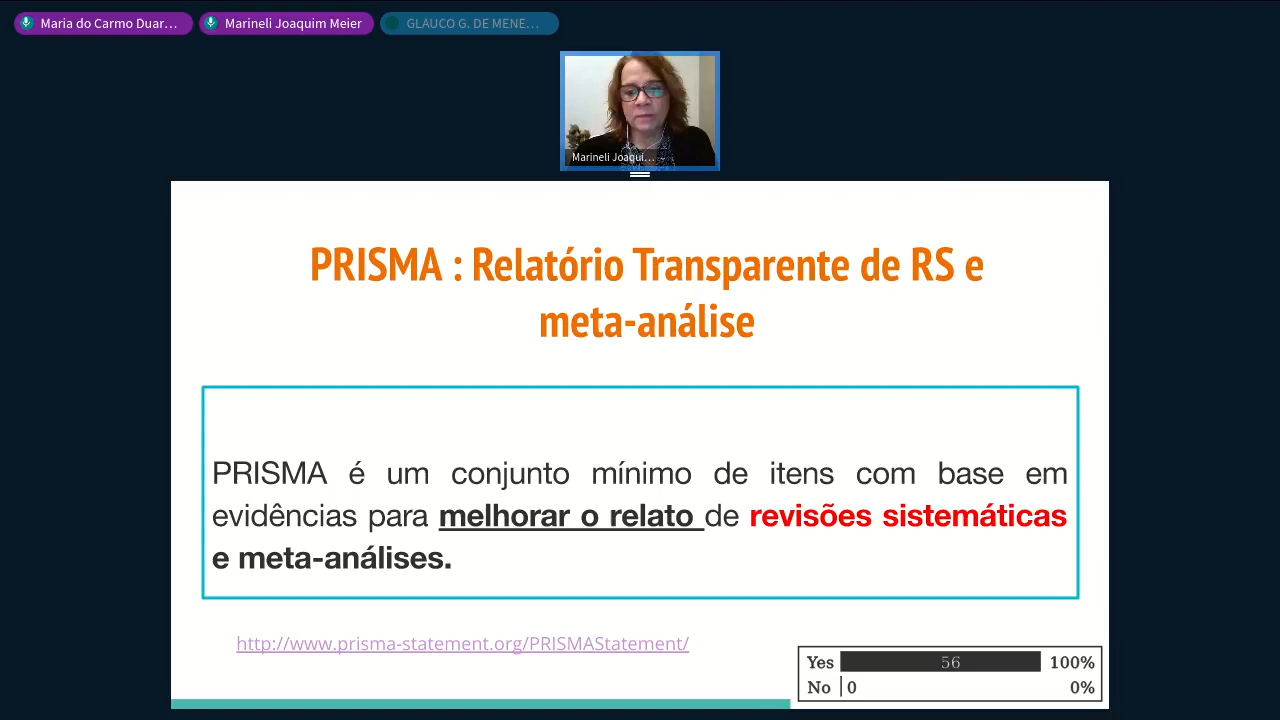 Maria do Carmo Duar...
Marineli Joaquim Meier
GLAUCO G. DE MENE...
Marineli Joaqui...
PRISMA : Relatório Transparente de RS e
meta-análise
PRISMA é um conjunto mínimo de itens com base em
evidências para melhorar o relato de revisões sistemáticas
e meta-análises.
http://www.prisma-statement.org/PRISMAStatement/
Yes 56 100%
No 0 0%